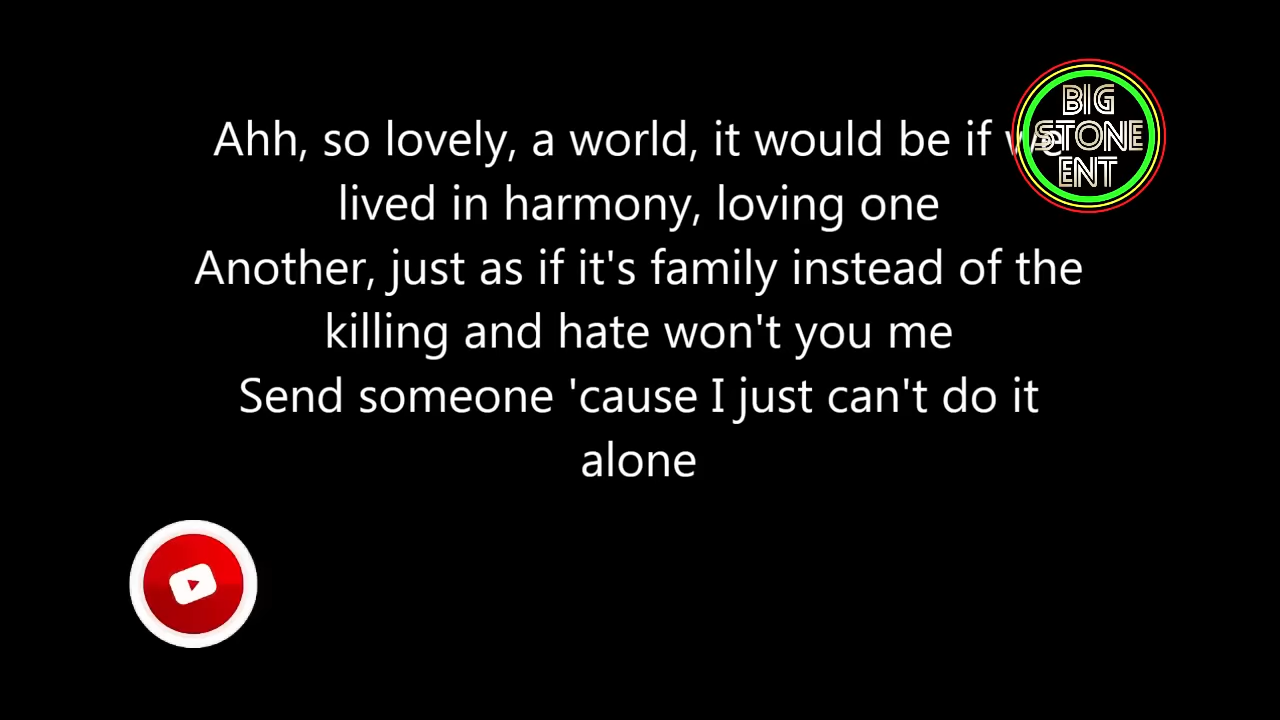 Ahh, so lovely, a world, it would be if we
lived in harmony, loving one
Another, just as if it's family instead of the
killing and hate won't you me
Send someone 'cause I just can't do it
alone
BIG
STONE
ENT